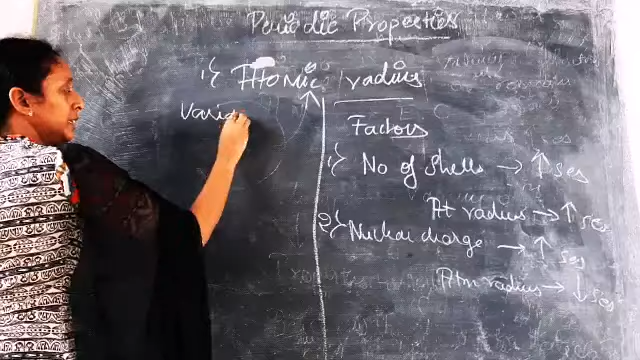 Periodic Properties
1) Atomic radius
Varia
Factors
1) No of Shells → ↑ ses
At radius → ↑ ses
2) Nuclear charge → ↑ ses
Atm radius → ↓ ses